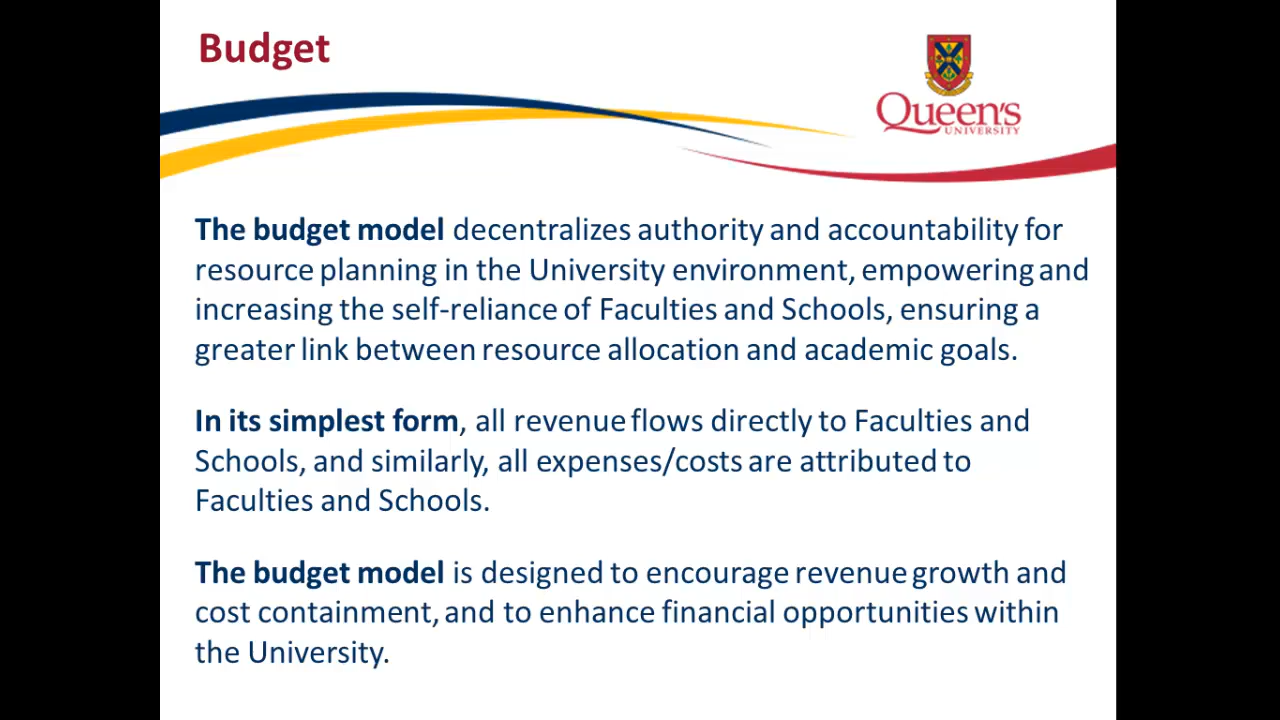 Budget
Queen's
UNIVERSITY
The budget model decentralizes authority and accountability for
resource planning in the University environment, empowering and
increasing the self-reliance of Faculties and Schools, ensuring a
greater link between resource allocation and academic goals.
In its simplest form, all revenue flows directly to Faculties and
Schools, and similarly, all expenses/costs are attributed to
Faculties and Schools.
The budget model is designed to encourage revenue growth and
cost containment, and to enhance financial opportunities within
the University.